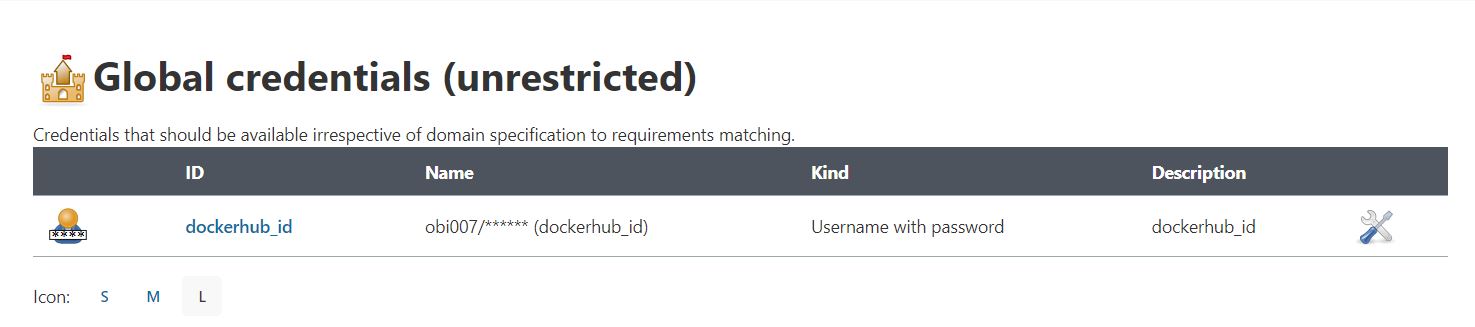 Global credentials (unrestricted)
Credentials that should be available irrespective of domain specification to requirements matching.
ID Name Kind Description
**** dockerhub_id obi007/****** (dockerhub_id) Username with password dockerhub_id
Icon: S M L